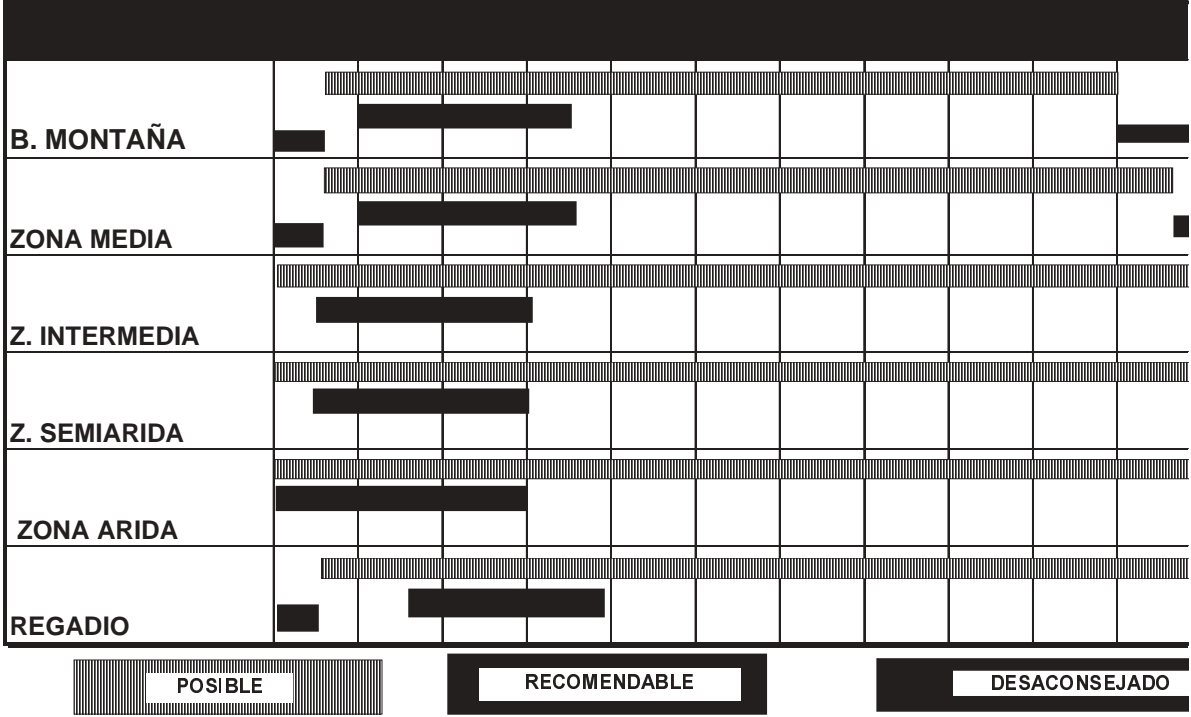 B. MONTAÑA
ZONA MEDIA
Z. INTERMEDIA
Z. SEMIARIDA
ZONA ARIDA
REGADIO
POSIBLE
RECOMENDABLE
DESACONSEJADO